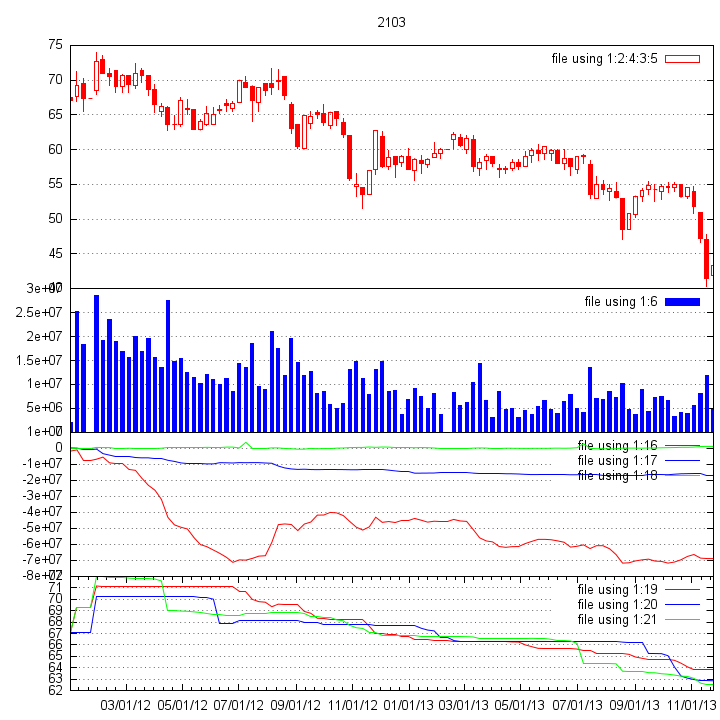 2103
75
file using 1:2:4:3:5
70
65
60
55
50
45
3e+07
file using 1:6
2.5e+07
2e+07
1.5e+07
1e+07
5e+06
1e+07
file using 1:16
0
file using 1:17
-1e+07
file using 1:18
-2e+07
-3e+07
-4e+07
-5e+07
-6e+07
-7e+07
-8e+07
71
file using 1:19
70
file using 1:20
69
file using 1:21
68
67
66
65
64
63
62
03/01/12 05/01/12 07/01/12 09/01/12 11/01/12 01/01/13 03/01/13 05/01/13 07/01/13 09/01/13 11/01/13